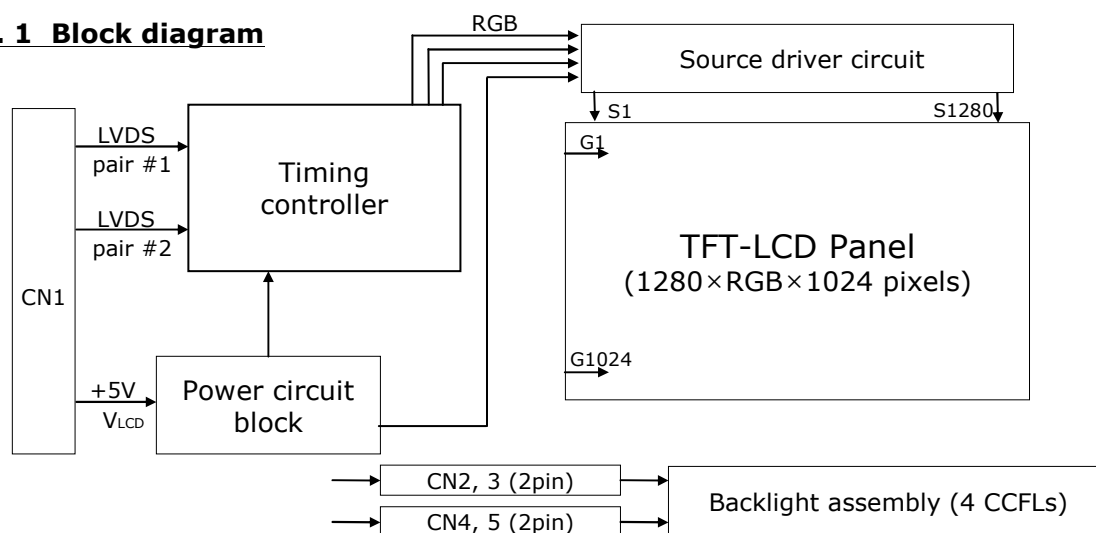 . 1 Block diagram
RGB
Source driver circuit
S1
S1280
G1
LVDS
pair #1
Timing
controller
LVDS
pair #2
TFT-LCD Panel
(1280×RGB×1024 pixels)
CN1
G1024
+5V
VLCD
Power circuit
block
CN2, 3 (2pin)
Backlight assembly (4 CCFLs)
CN4, 5 (2pin)